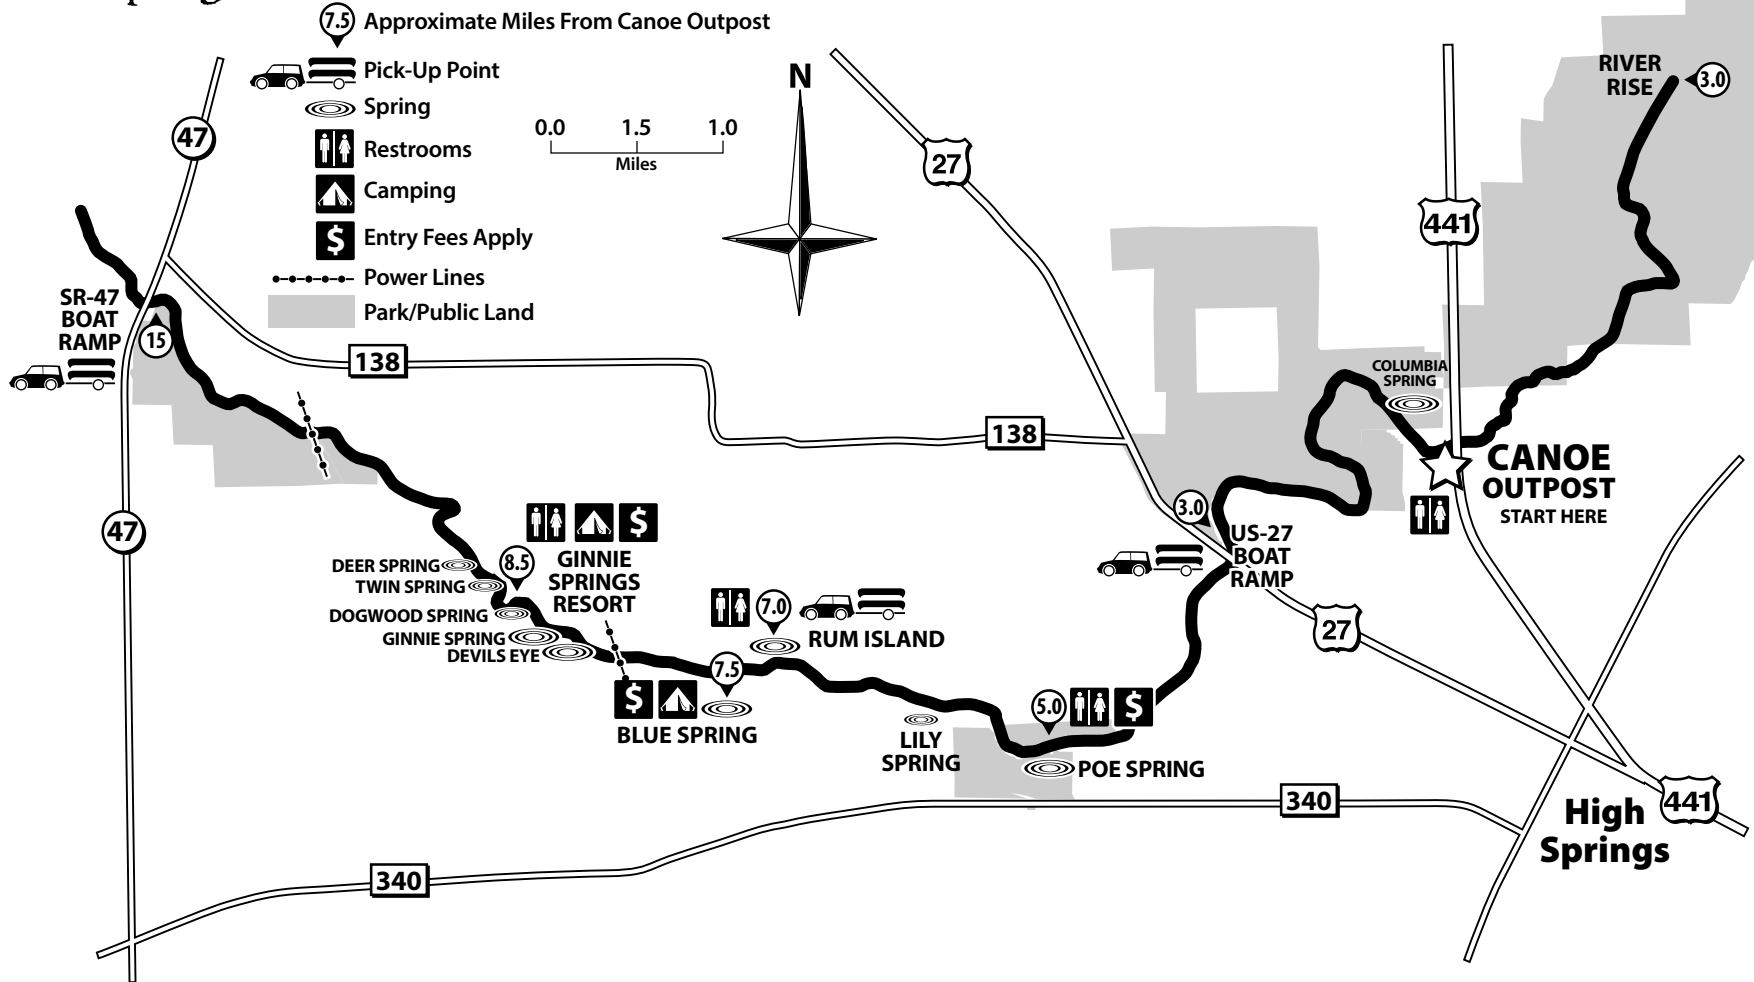 7.5 Approximate Miles From Canoe Outpost
Pick-Up Point
Spring
Restrooms
Camping
$ Entry Fees Apply
Power Lines
Park/Public Land
0.0 1.5 1.0
Miles
N
47
27
441
RIVER
RISE
3.0
SR-47
BOAT
RAMP
15
138
138
COLUMBIA
SPRING
CANOE
OUTPOST
START HERE
47
3.0
US-27
BOAT
RAMP
27
$
GINNIE
SPRINGS
RESORT
8.5
DEER SPRING
TWIN SPRING
DOGWOOD SPRING
GINNIE SPRING
DEVILS EYE
7.0
RUM ISLAND
7.5
$
BLUE SPRING
LILY
SPRING
5.0
$
POE SPRING
340
340
441
High
Springs